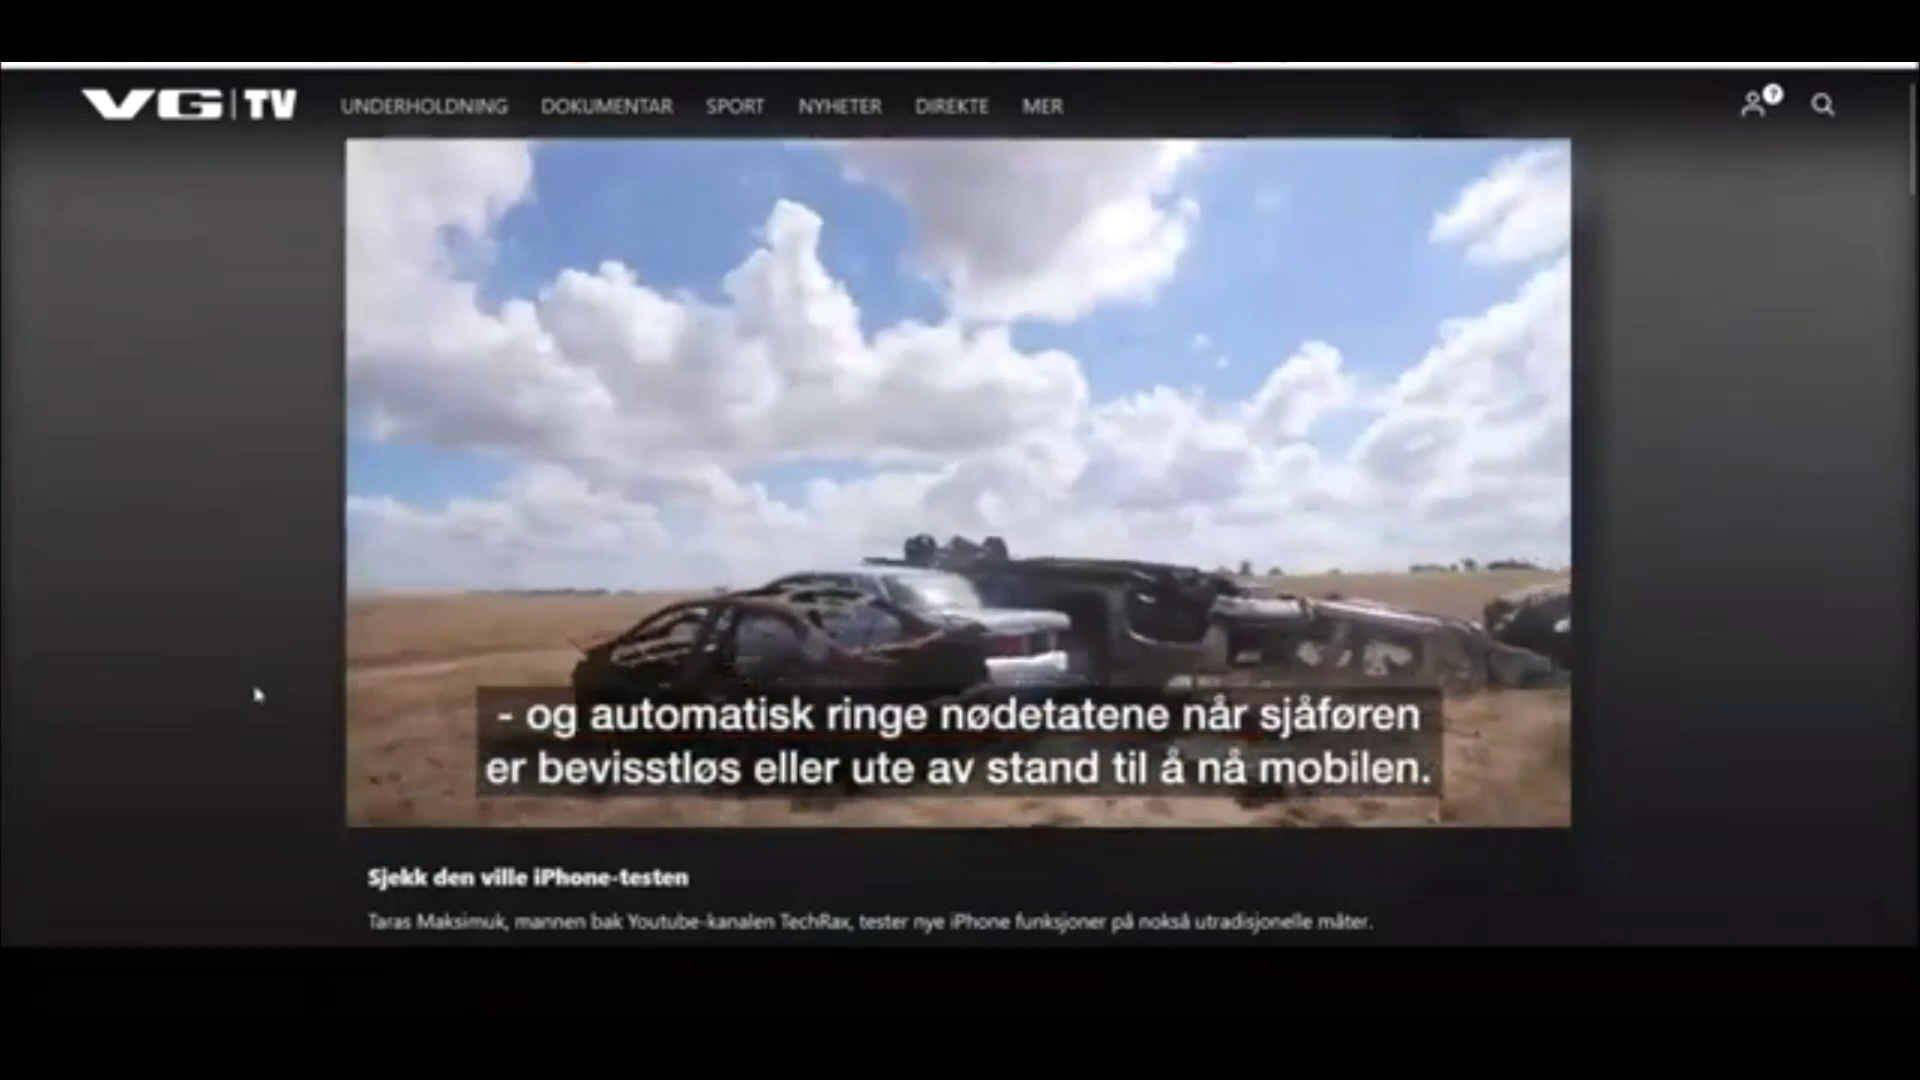 VG|TV UNDERHOLDNING DOKUMENTAR SPORT NYHETER DIREKTE MER ?
- og automatisk ringe nødetatene når sjåføren
er bevisstløs eller ute av stand til å nå mobilen.
Sjekk den ville iPhone-testen
Taras Maksimuk, mannen bak Youtube-kanalen TechRax, tester nye iPhone funksjoner på nokså utradisjonelle måter.